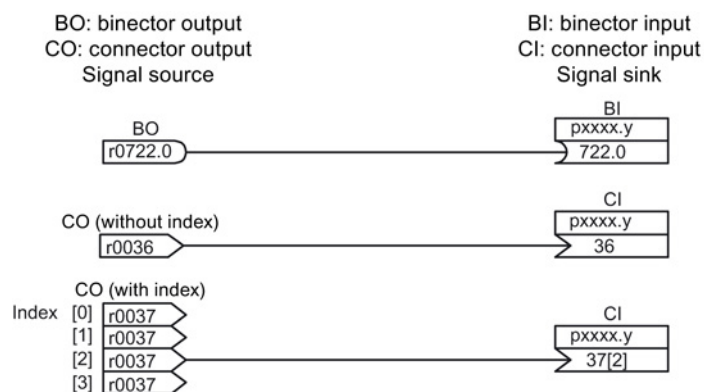 BO: binector output
CO: connector output
Signal source
BI: binector input
CI: connector input
Signal sink
BO
r0722.0
BI
pxxxx.y
722.0
CO (without index)
r0036
CI
pxxxx.y
36
CO (with index)
Index [0] r0037
[1] r0037
[2] r0037
[3] r0037
CI
pxxxx.y
37[2]